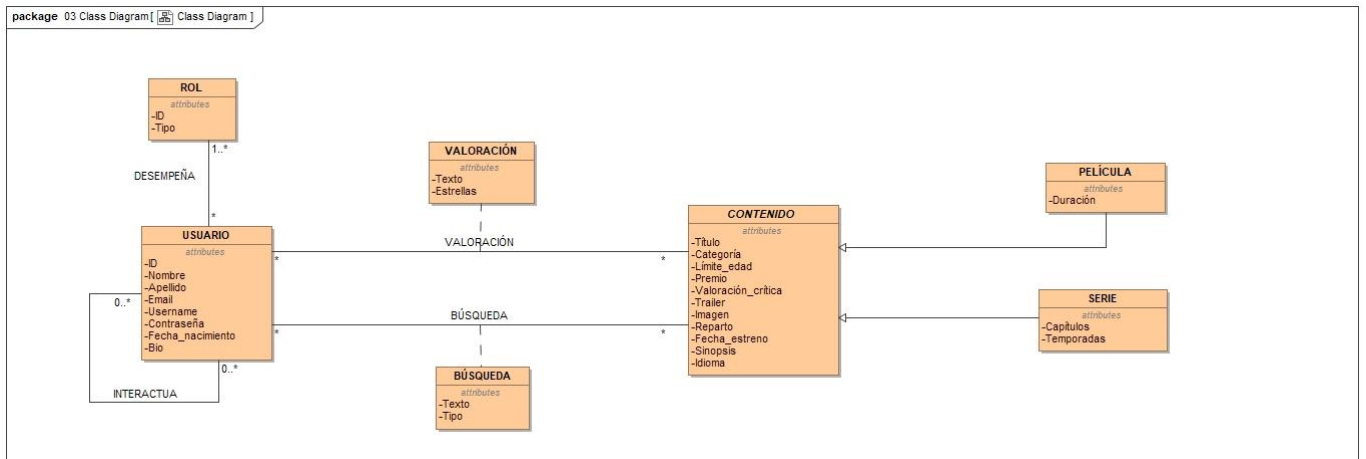 package 03 Class Diagram [ Class Diagram ]
ROL
attributes
-ID
-Tipo
1..*
DESEMPEÑA
*
USUARIO
attributes
-ID
-Nombre
-Apellido
-Email
-Username
-Contraseña
-Fecha_nacimiento
-Bio
0..*
0..*
INTERACTUA
VALORACIÓN
attributes
-Texto
-Estrellas
VALORACIÓN
*
*
BÚSQUEDA
*
*
BÚSQUEDA
attributes
-Texto
-Tipo
CONTENIDO
attributes
-Título
-Categoría
-Límite_edad
-Premio
-Valoración_crítica
-Trailer
-Imagen
-Reparto
-Fecha_estreno
-Sinopsis
-Idioma
PELÍCULA
attributes
-Duración
SERIE
attributes
-Capítulos
-Temporadas